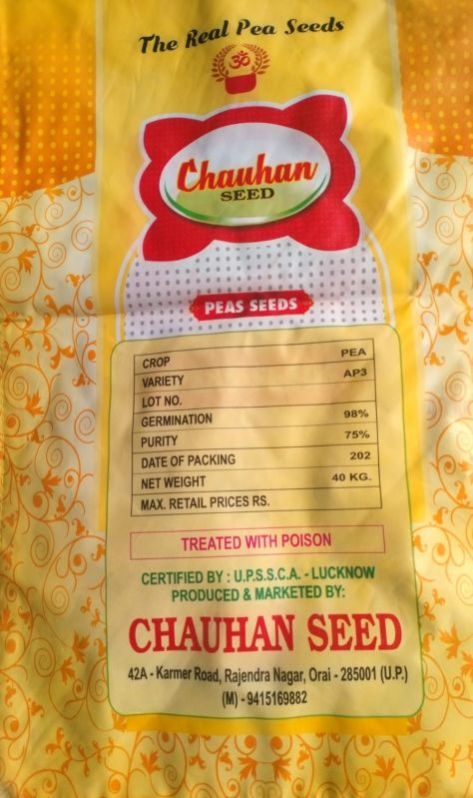 The Real Pea Seeds
ॐ
Chauhan
SEED
PEAS SEEDS
CROP PEA
VARIETY AP3
LOT NO.
GERMINATION 98%
PURITY 75%
DATE OF PACKING 202
NET WEIGHT 40 KG.
MAX. RETAIL PRICES RS.
TREATED WITH POISON
CERTIFIED BY : U.P.S.S.C.A. - LUCKNOW
PRODUCED & MARKETED BY:
CHAUHAN SEED
42A - Karmer Road, Rajendra Nagar, Orai - 285001 (U.P.)
(M) - 9415169882